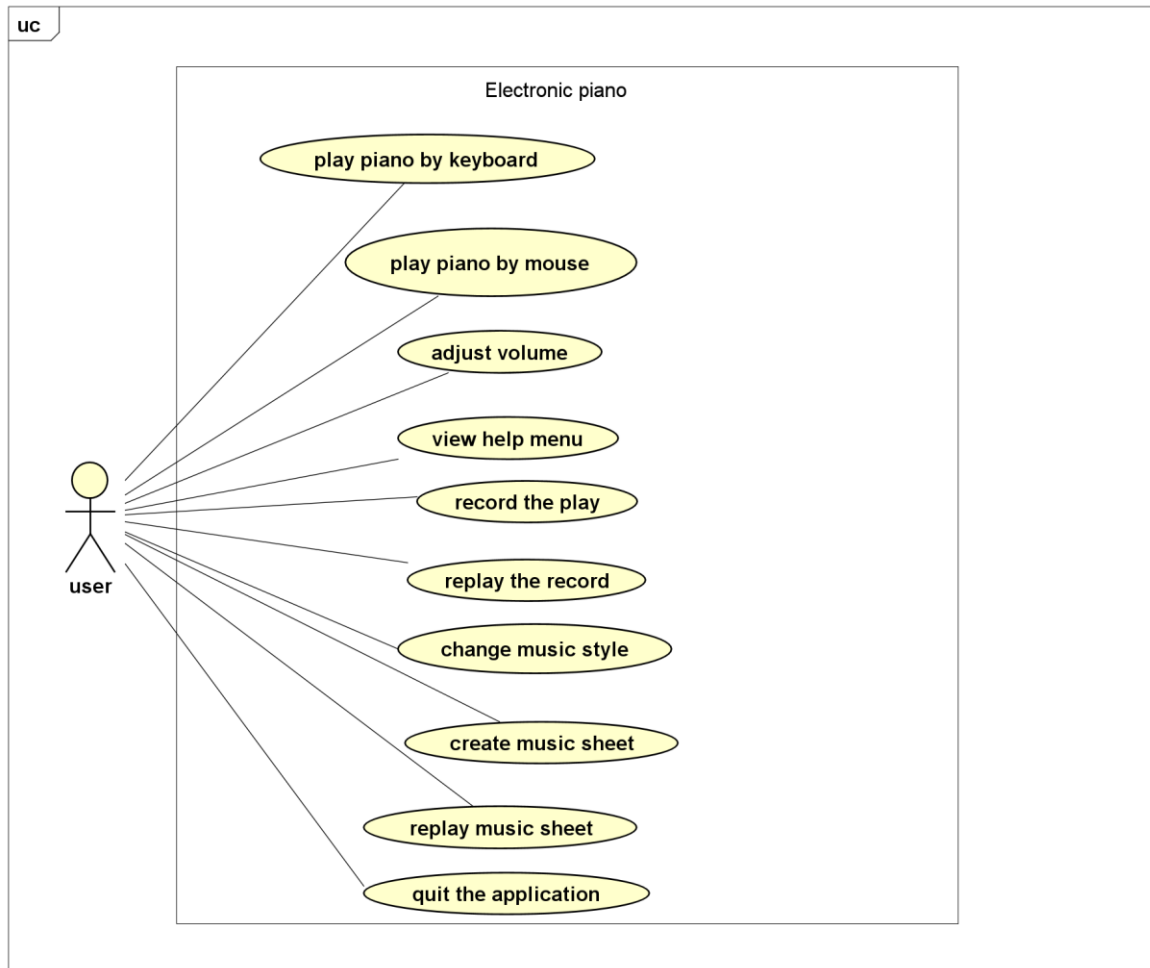 uc
Electronic piano
play piano by keyboard
play piano by mouse
adjust volume
view help menu
record the play
user
replay the record
change music style
create music sheet
replay music sheet
quit the application